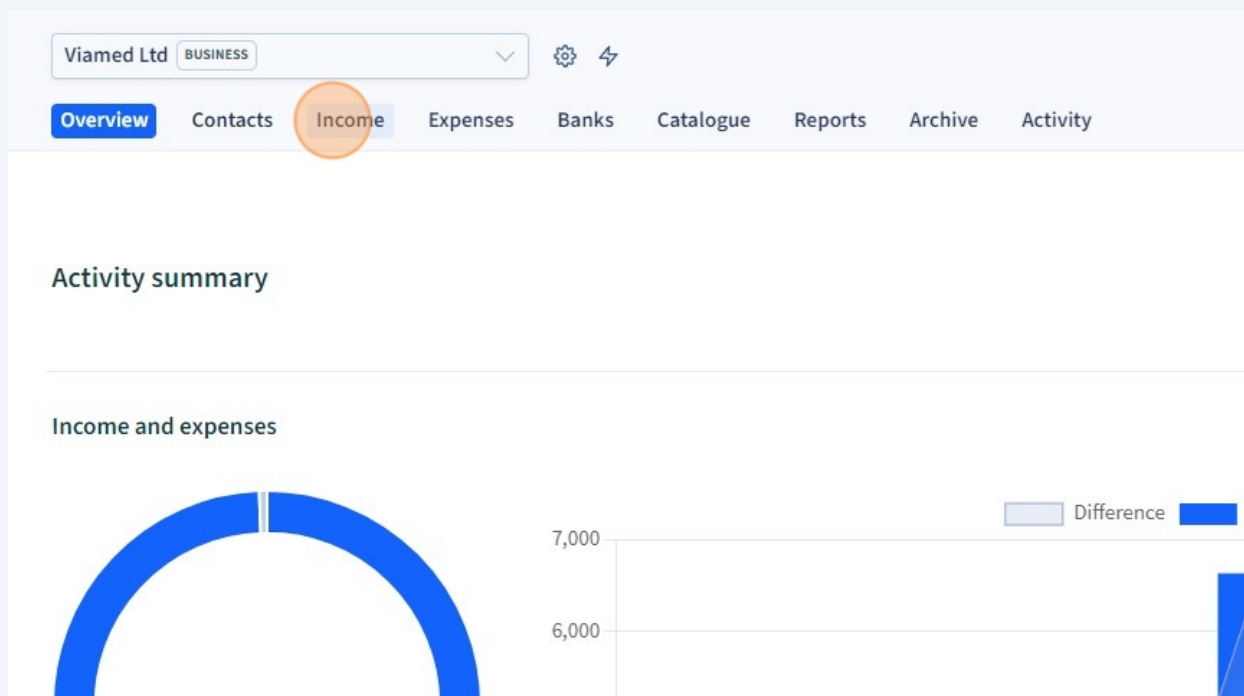 Viamed Ltd BUSINESS
Overview Contacts Income Expenses Banks Catalogue Reports Archive Activity
Activity summary
Income and expenses
Difference
7,000
6,000